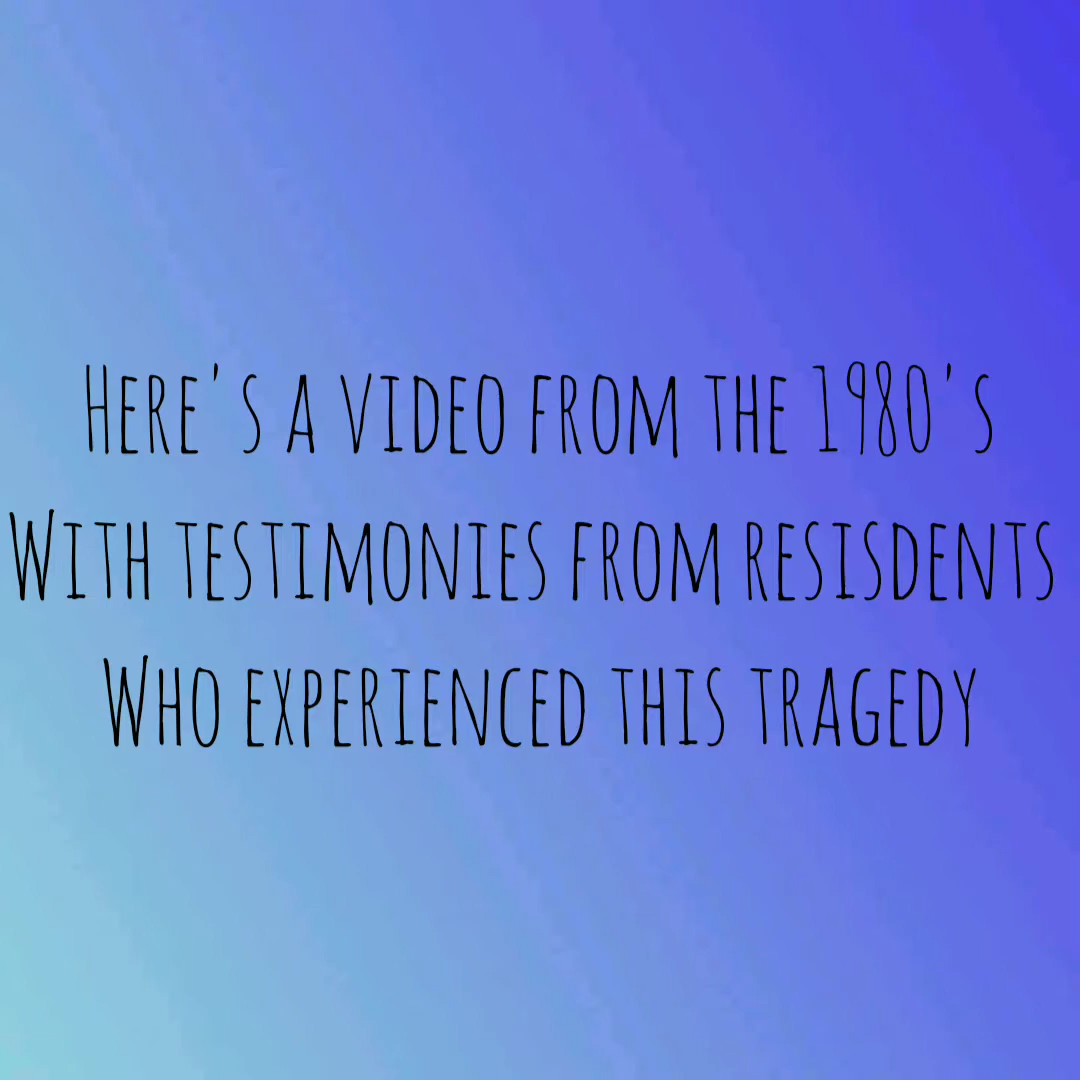 Here's a video from the 1980's
With testimonies from resisdents
Who experienced this tragedy